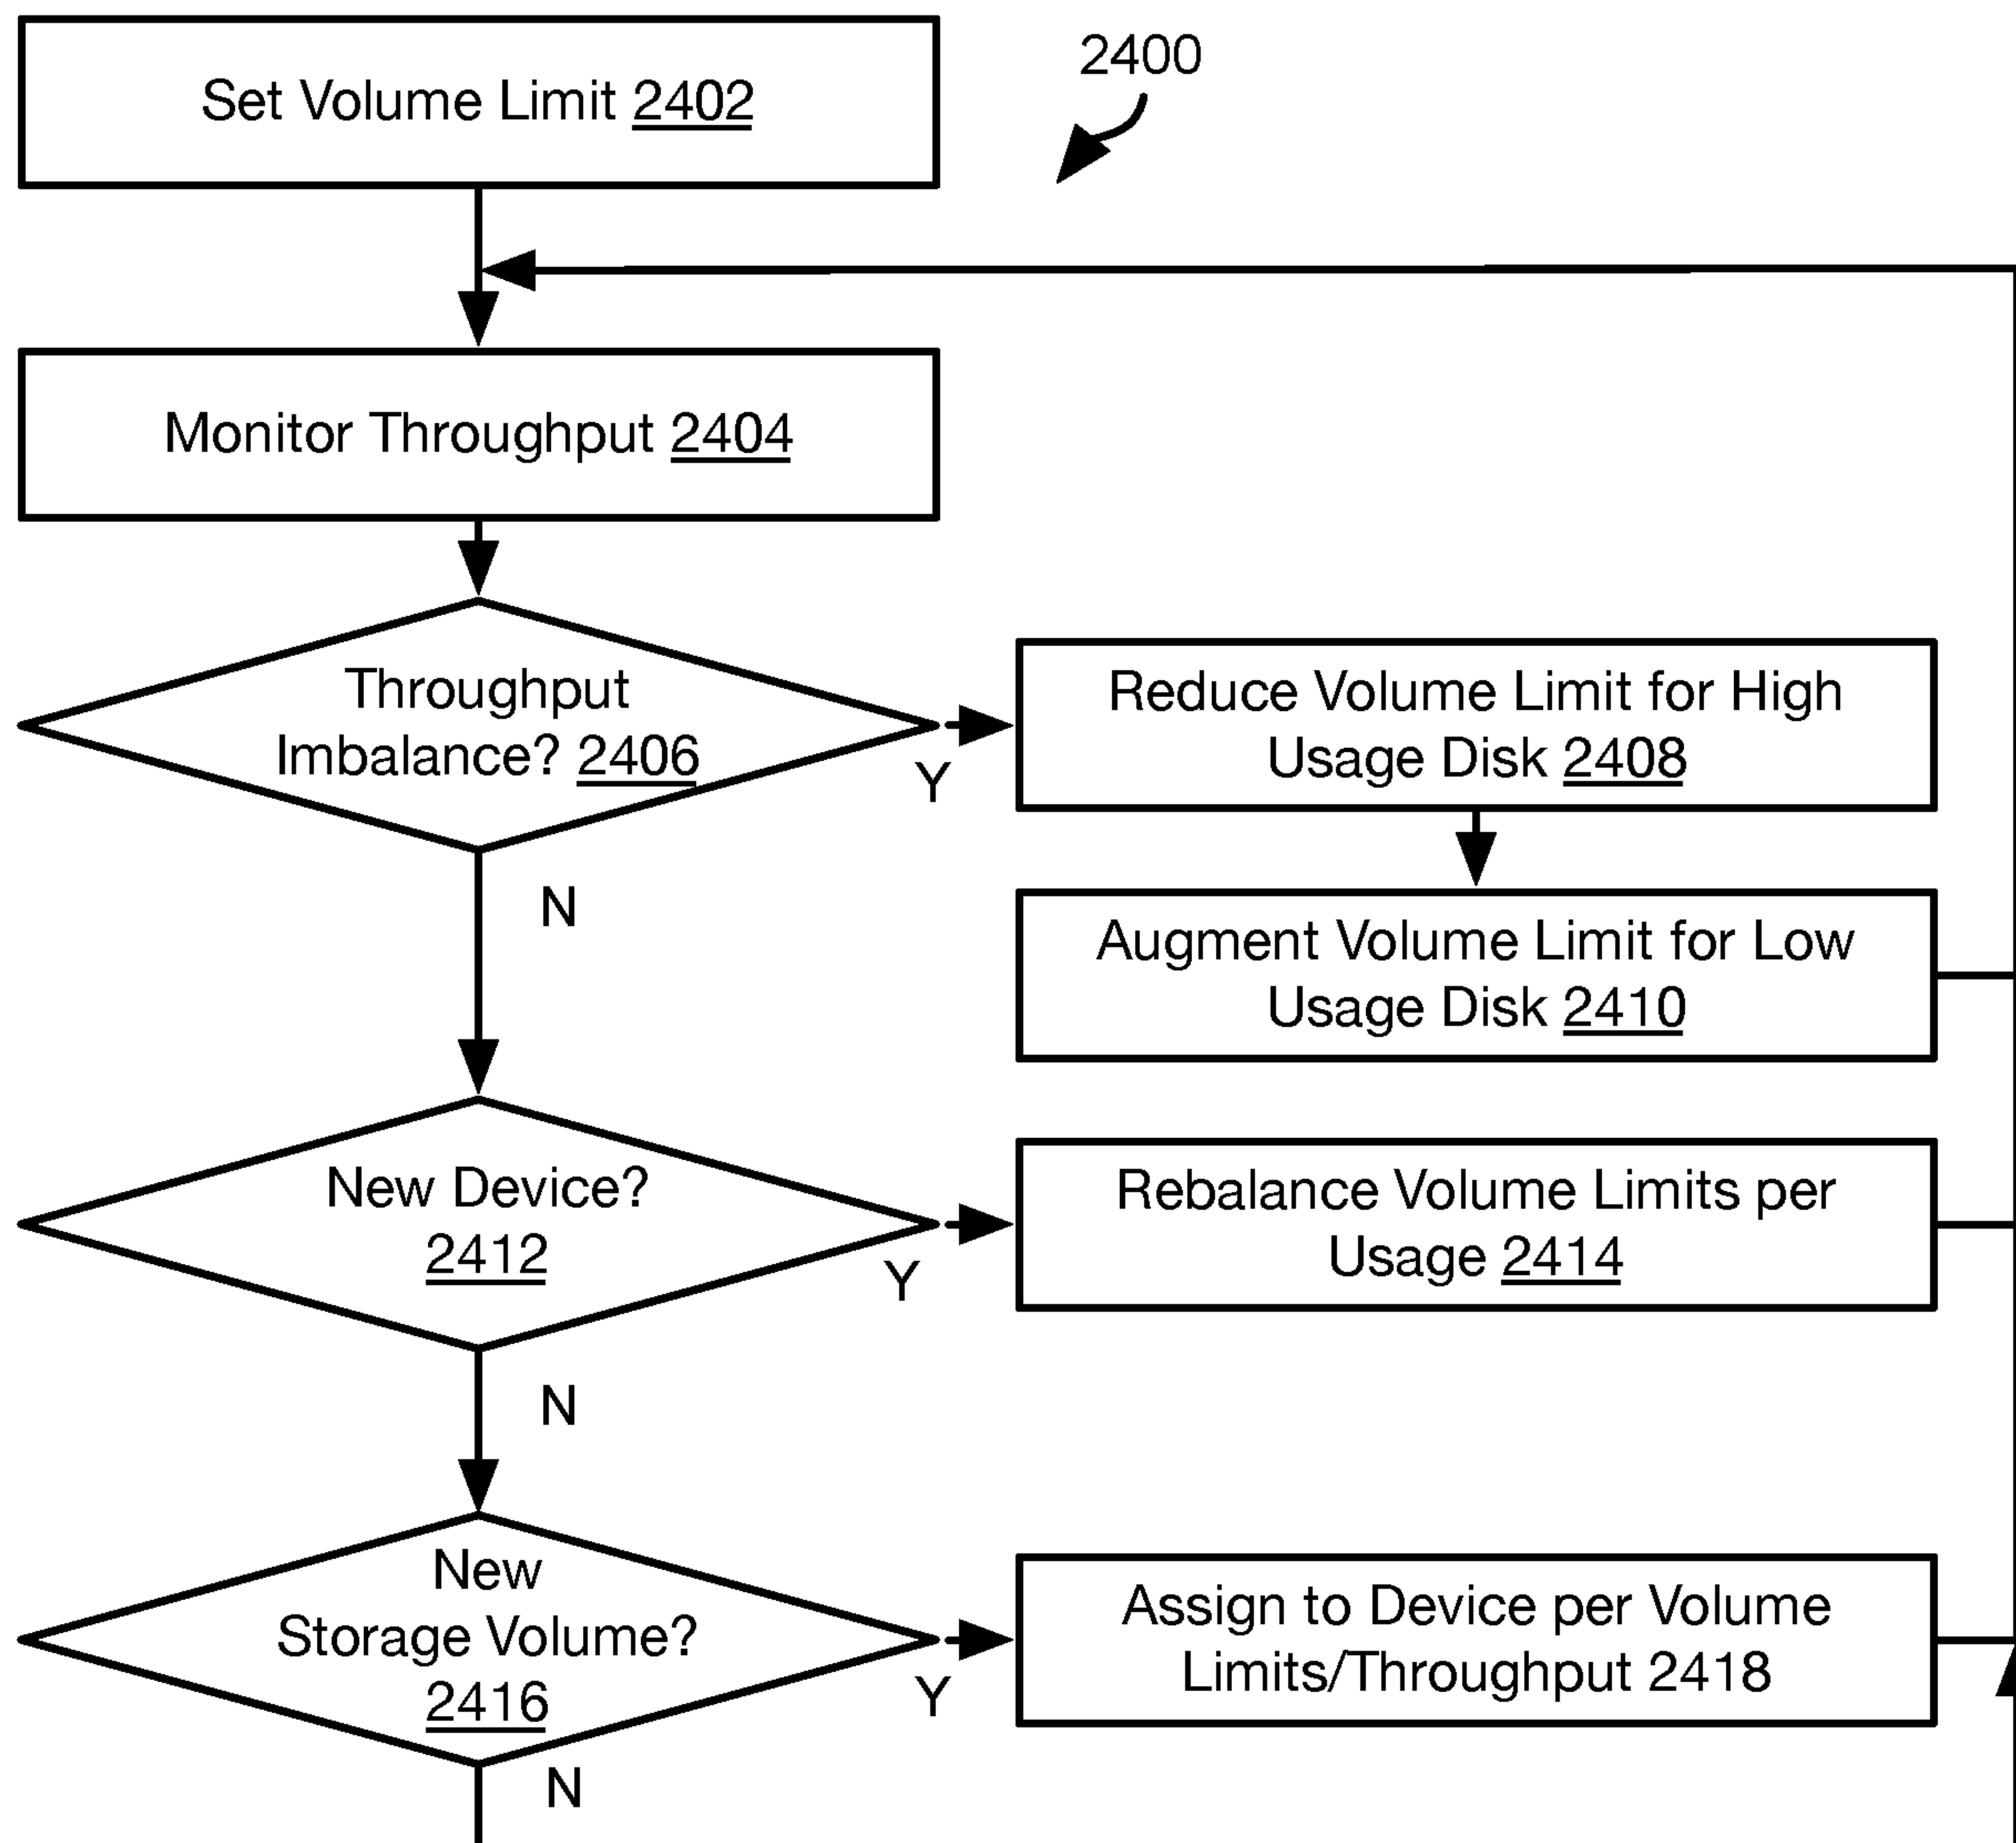 Set Volume Limit 2402
2400
Monitor Throughput 2404
Throughput
Imbalance? 2406
Y
Reduce Volume Limit for High
Usage Disk 2408
N
Augment Volume Limit for Low
Usage Disk 2410
New Device?
2412
Y
Rebalance Volume Limits per
Usage 2414
N
New
Storage Volume?
2416
Y
Assign to Device per Volume
Limits/Throughput 2418
N